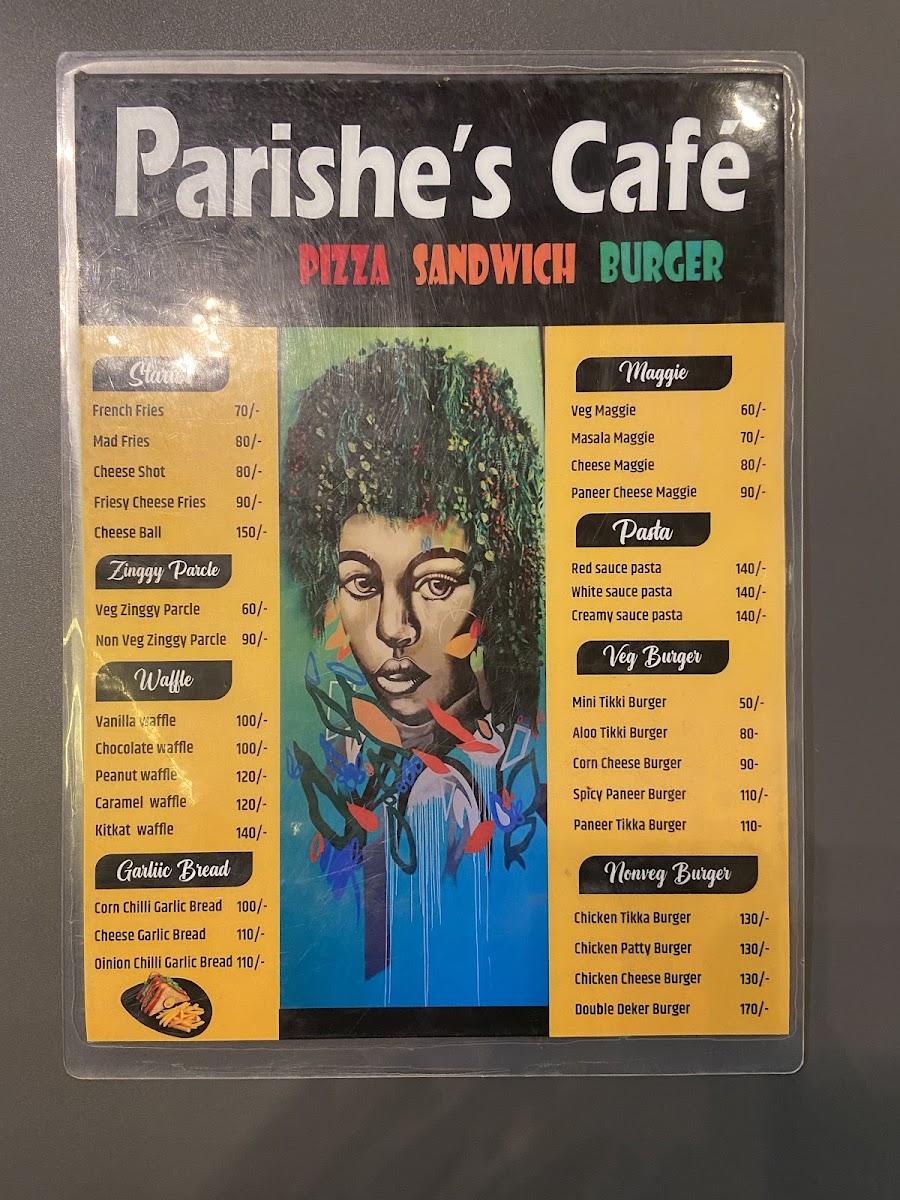 Parishe's Café
PIZZA SANDWICH BURGER
French Fries 70/-
Mad Fries 80/-
Cheese Shot 80/-
Friesy Cheese Fries 90/-
Cheese Ball 150/-
Zinggy Parcle
Veg Zinggy Parcle 60/-
Non Veg Zinggy Parcle 90/-
Waffle
Vanilla waffle 100/-
Chocolate waffle 100/-
Peanut waffle 120/-
Caramel waffle 120/-
Kitkat waffle 140/-
Garliic Bread
Corn Chilli Garlic Bread 100/-
Cheese Garlic Bread 110/-
Oinion Chilli Garlic Bread 110/-
Maggie
Veg Maggie 60/-
Masala Maggie 70/-
Cheese Maggie 80/-
Paneer Cheese Maggie 90/-
Pasta
Red sauce pasta 140/-
White sauce pasta 140/-
Creamy sauce pasta 140/-
Veg Burger
Mini Tikki Burger 50/-
Aloo Tikki Burger 80-
Corn Cheese Burger 90-
Spicy Paneer Burger 110/-
Paneer Tikka Burger 110-
Nonveg Burger
Chicken Tikka Burger 130/-
Chicken Patty Burger 130/-
Chicken Cheese Burger 130/-
Double Deker Burger 170/-